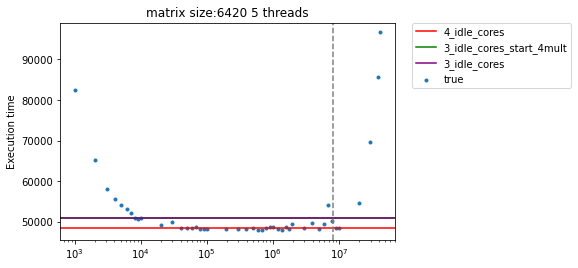 matrix size:6420 5 threads
90000
80000
70000
60000
50000
Execution time
10³
10⁴
10⁵
10⁶
10⁷
4_idle_cores
3_idle_cores_start_4mult
3_idle_cores
true